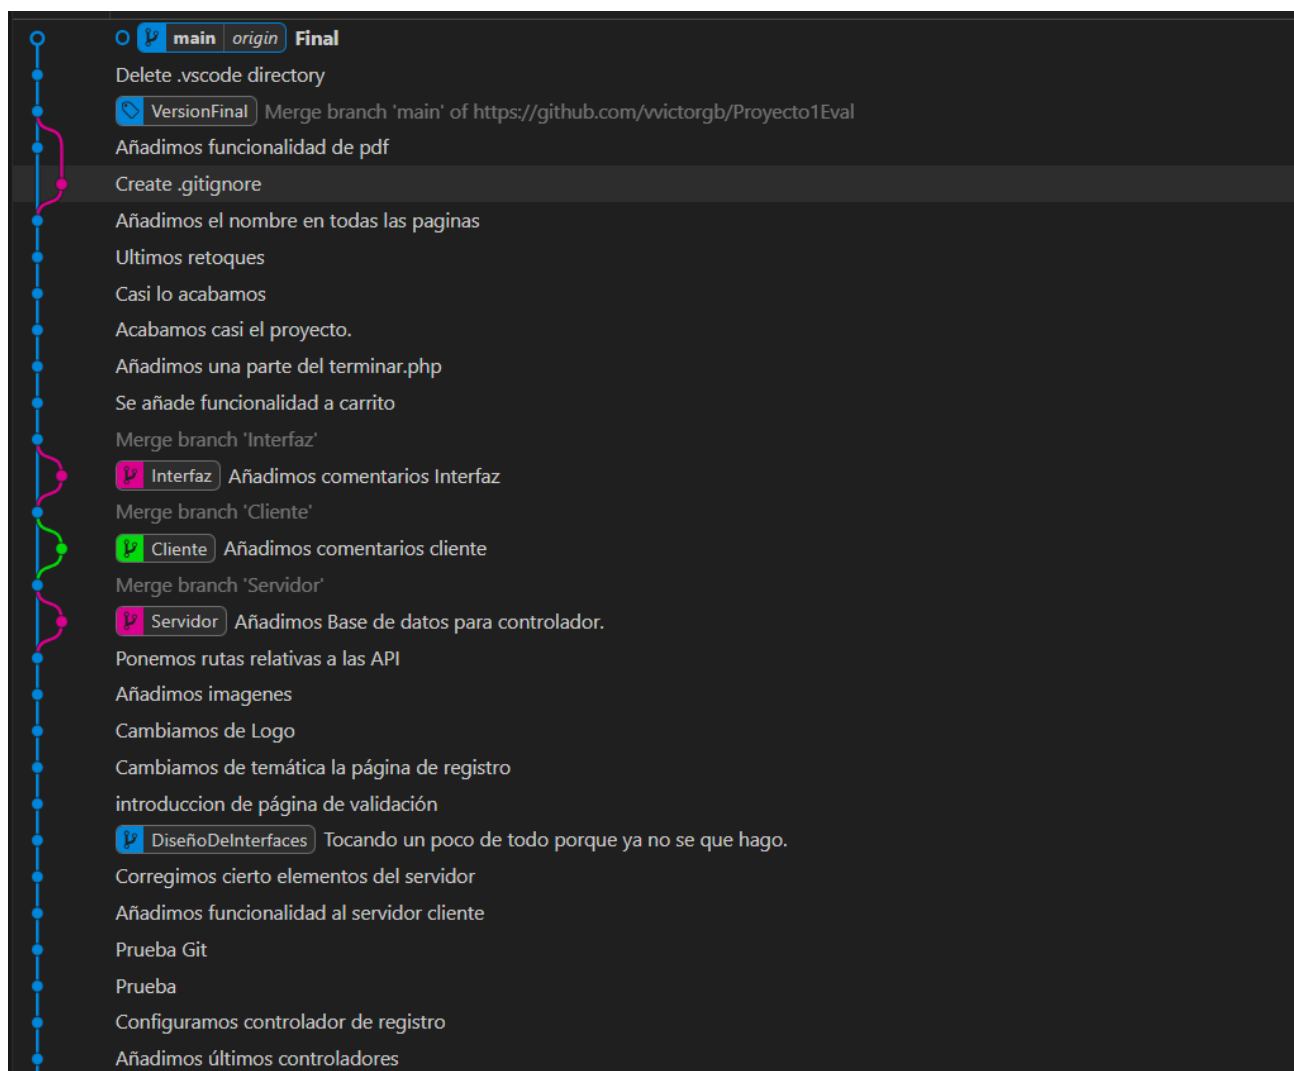 main origin Final
Delete .vscode directory
VersionFinal Merge branch 'main' of https://github.com/vvictorgb/Proyecto1Eval
Añadimos funcionalidad de pdf
Create .gitignore
Añadimos el nombre en todas las paginas
Ultimos retoques
Casi lo acabamos
Acabamos casi el proyecto.
Añadimos una parte del terminar.php
Se añade funcionalidad a carrito
Merge branch 'Interfaz'
Interfaz Añadimos comentarios Interfaz
Merge branch 'Cliente'
Cliente Añadimos comentarios cliente
Merge branch 'Servidor'
Servidor Añadimos Base de datos para controlador.
Ponemos rutas relativas a las API
Añadimos imagenes
Cambiamos de Logo
Cambiamos de temática la página de registro
introduccion de página de validación
DiseñoDeInterfaces Tocando un poco de todo porque ya no se que hago.
Corregimos cierto elementos del servidor
Añadimos funcionalidad al servidor cliente
Prueba Git
Prueba
Configuramos controlador de registro
Añadimos últimos controladores